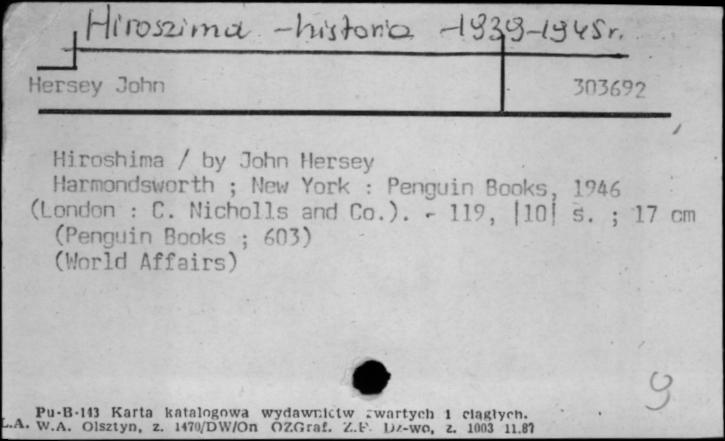 Hiroszima - historia - 1939-1945r.
Hersey John 303692
Hiroshima / by John Hersey
Harmondsworth ; New York : Penguin Books, 1946
(London : C. Nicholls and Co.). - 119, |10| s. ; 17 cm
(Penguin Books ; 603)
(World Affairs)
9
Pu-B-143 Karta katalogowa wydawnictw zwartych i ciągłych.
L.A. W.A. Olsztyn, z. 1470/DW/On OZGraf. Z.P. Dz-wo, z. 1003 11.87